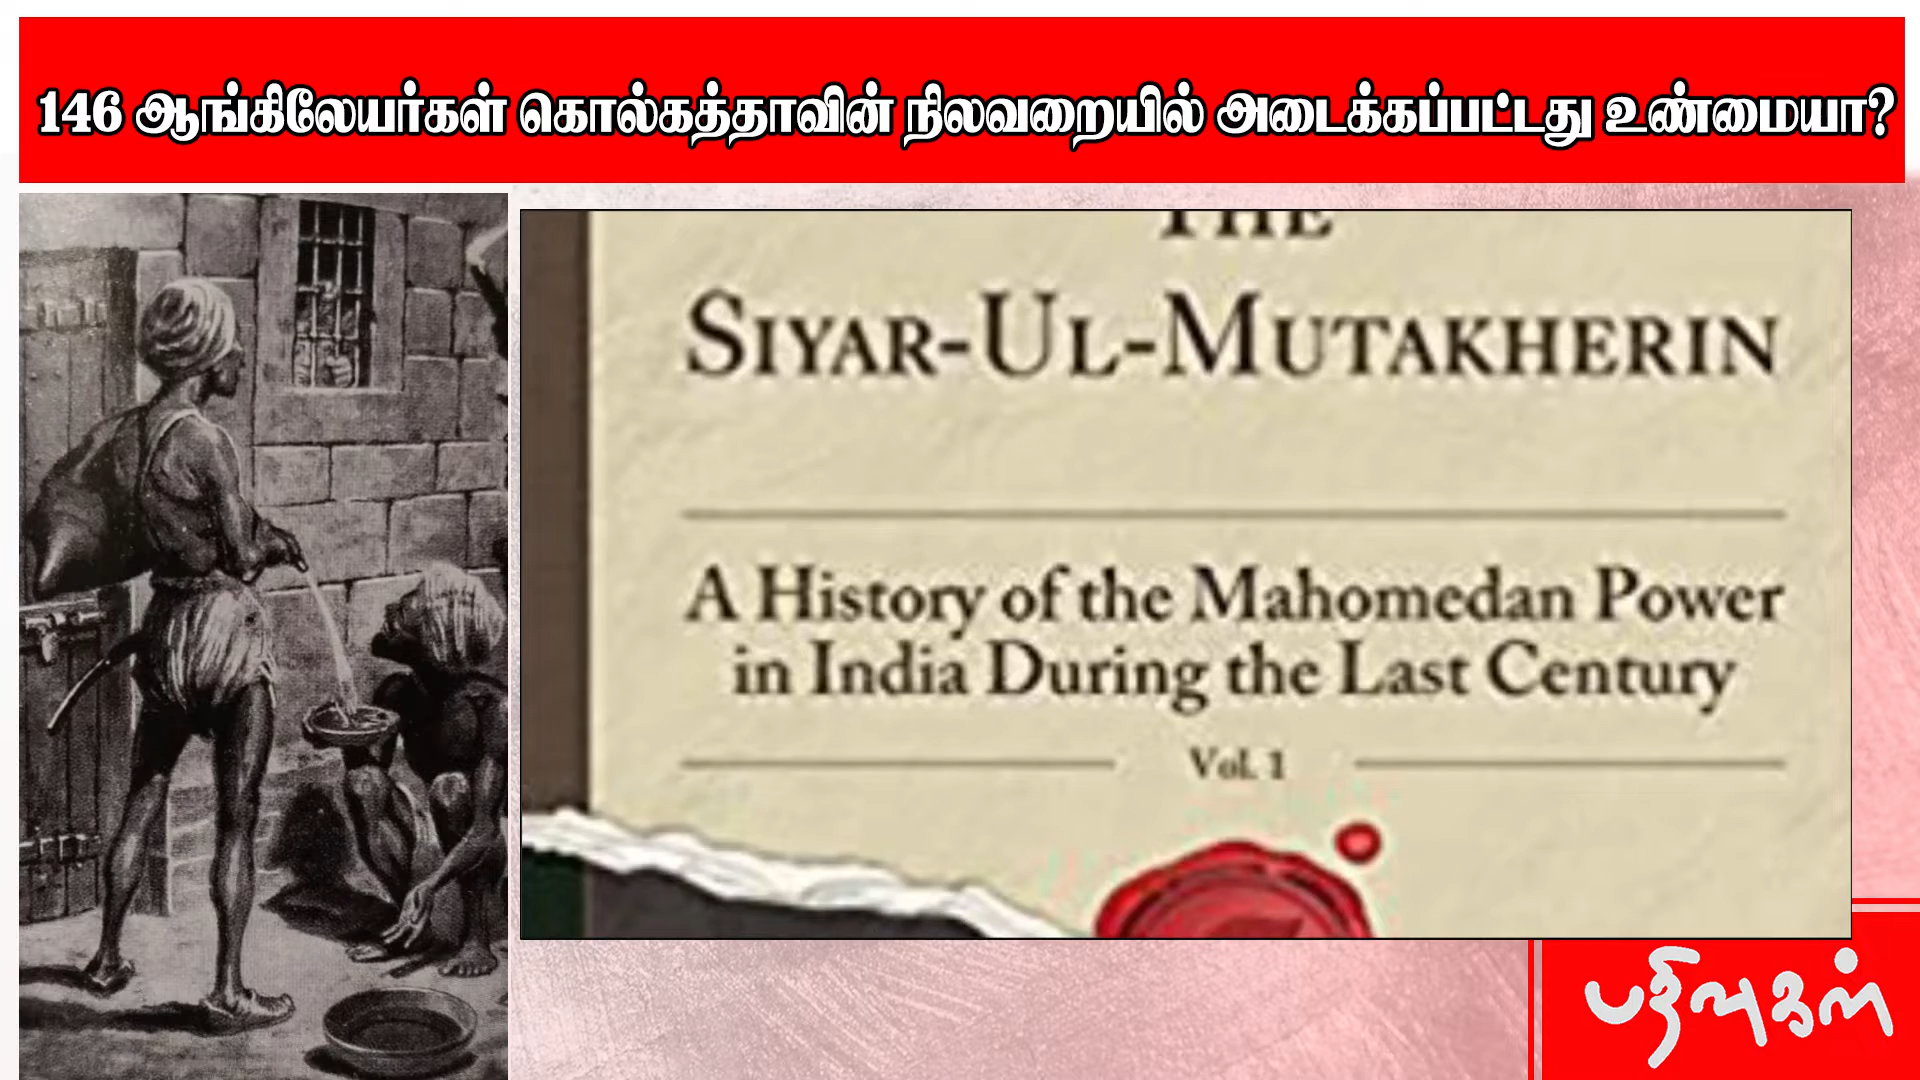 146 ஆங்கிலேயர்கள் கொல்கத்தாவின் நிலவறையில் அடைக்கப்பட்டது உண்மையா?
THE
SIYAR-UL-MUTAKHERIN
A History of the Mahomedan Power
in India During the Last Century
Vol. 1
பதிவுகள்